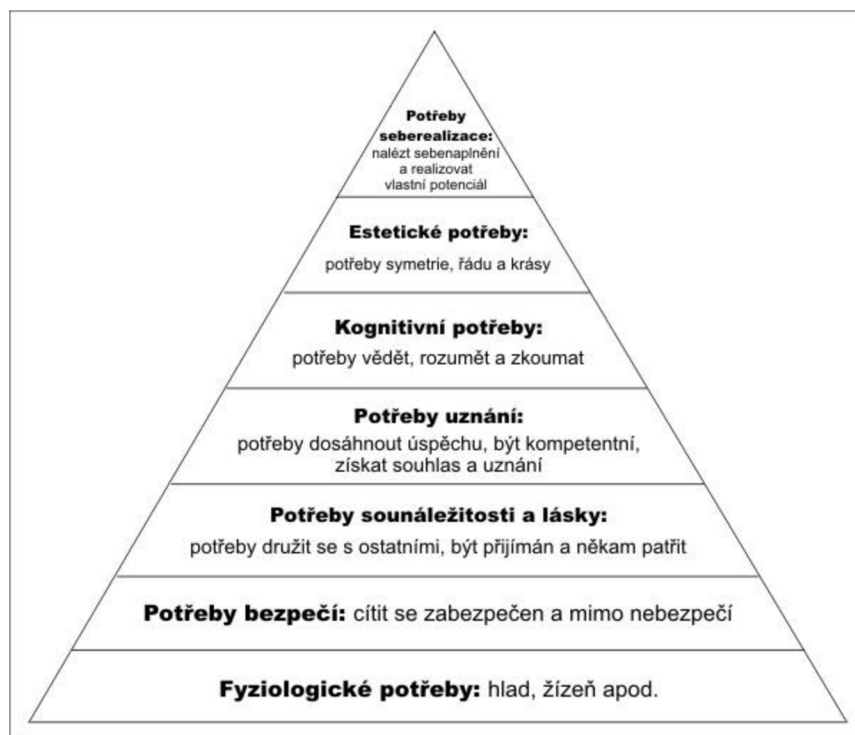 Potřeby
seberealizace:
nalézt sebenaplnění
a realizovat
vlastní potenciál
Estetické potřeby:
potřeby symetrie, řádu a krásy
Kognitivní potřeby:
potřeby vědět, rozumět a zkoumat
Potřeby uznání:
potřeby dosáhnout úspěchu, být kompetentní,
získat souhlas a uznání
Potřeby sounáležitosti a lásky:
potřeby družit se s ostatními, být přijímán a někam patřit
Potřeby bezpečí: cítit se zabezpečen a mimo nebezpečí
Fyziologické potřeby: hlad, žízeň apod.